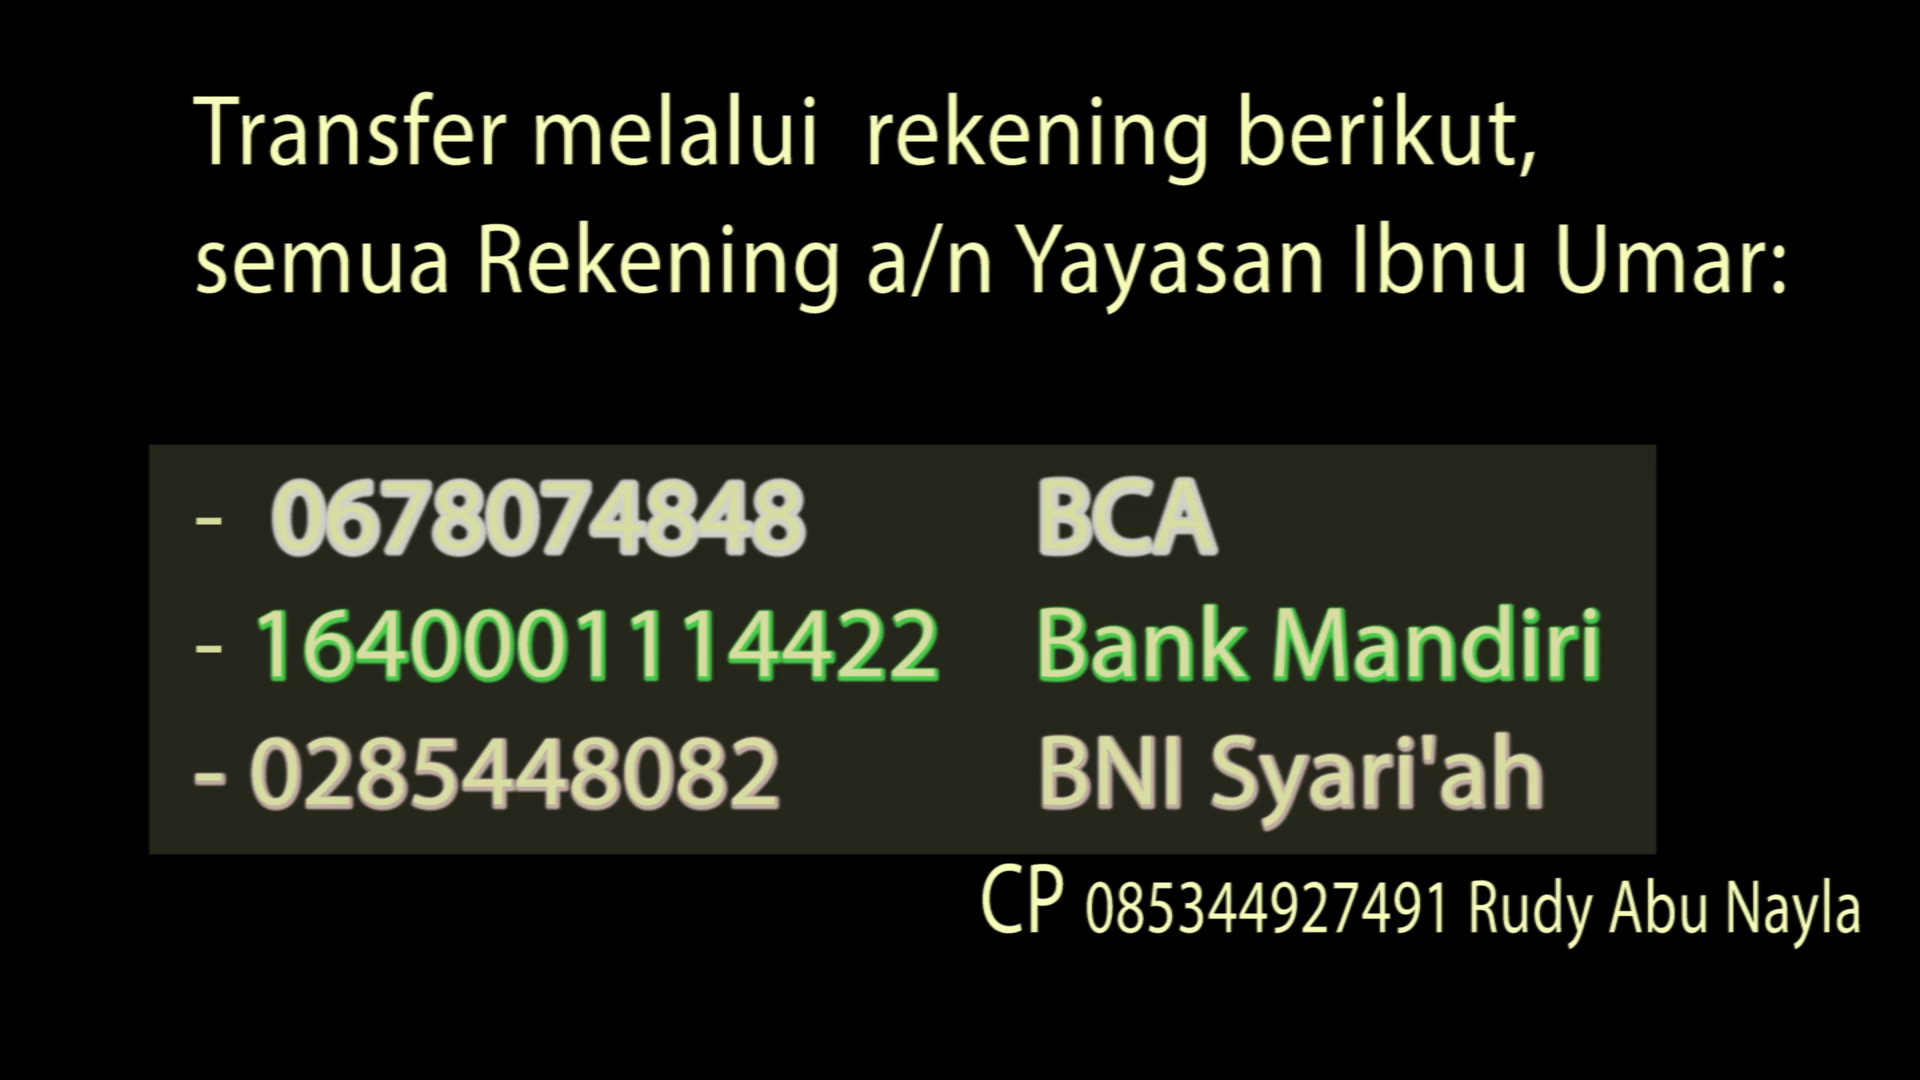 Transfer melalui  rekening berikut,
semua Rekening a/n Yayasan Ibnu Umar:
- 0678074848 BCA
- 1640001114422 Bank Mandiri
- 0285448082 BNI Syari'ah
CP 085344927491 Rudy Abu Nayla